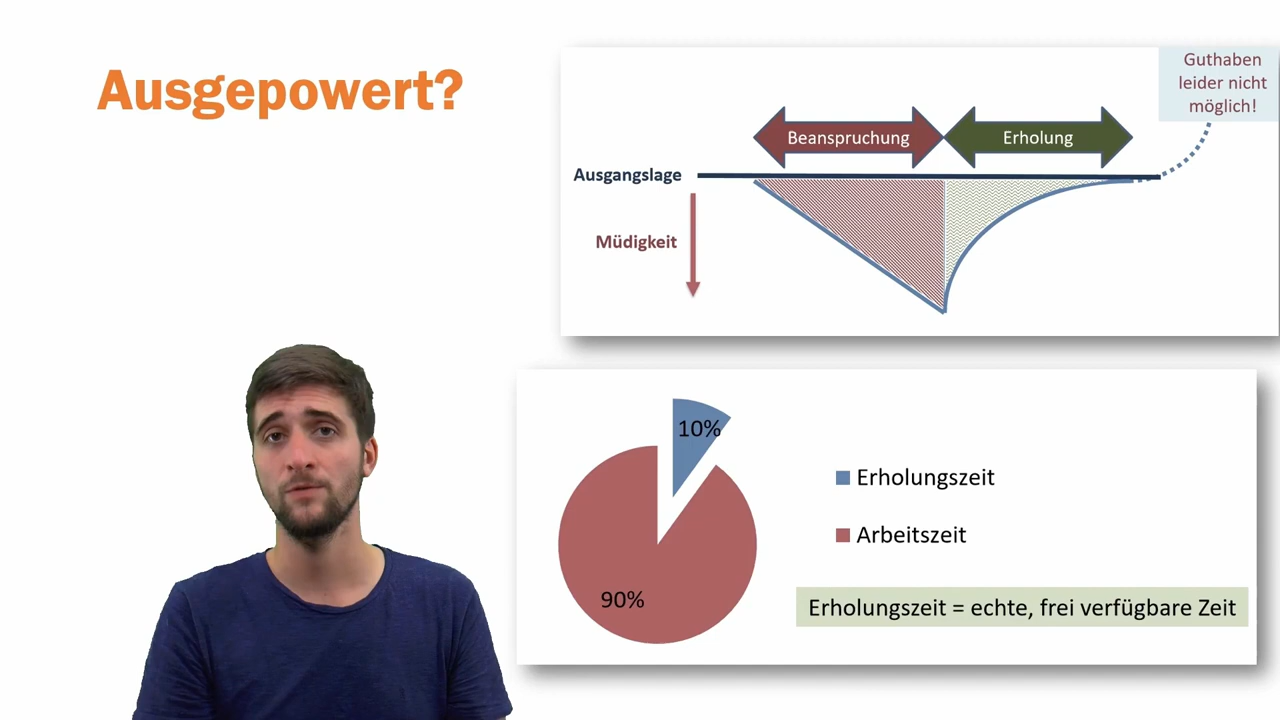 Ausgepowert?
Guthaben
leider nicht
möglich!
Beanspruchung
Erholung
Ausgangslage
Müdigkeit
10%
90%
Erholungszeit
Arbeitszeit
Erholungszeit = echte, frei verfügbare Zeit